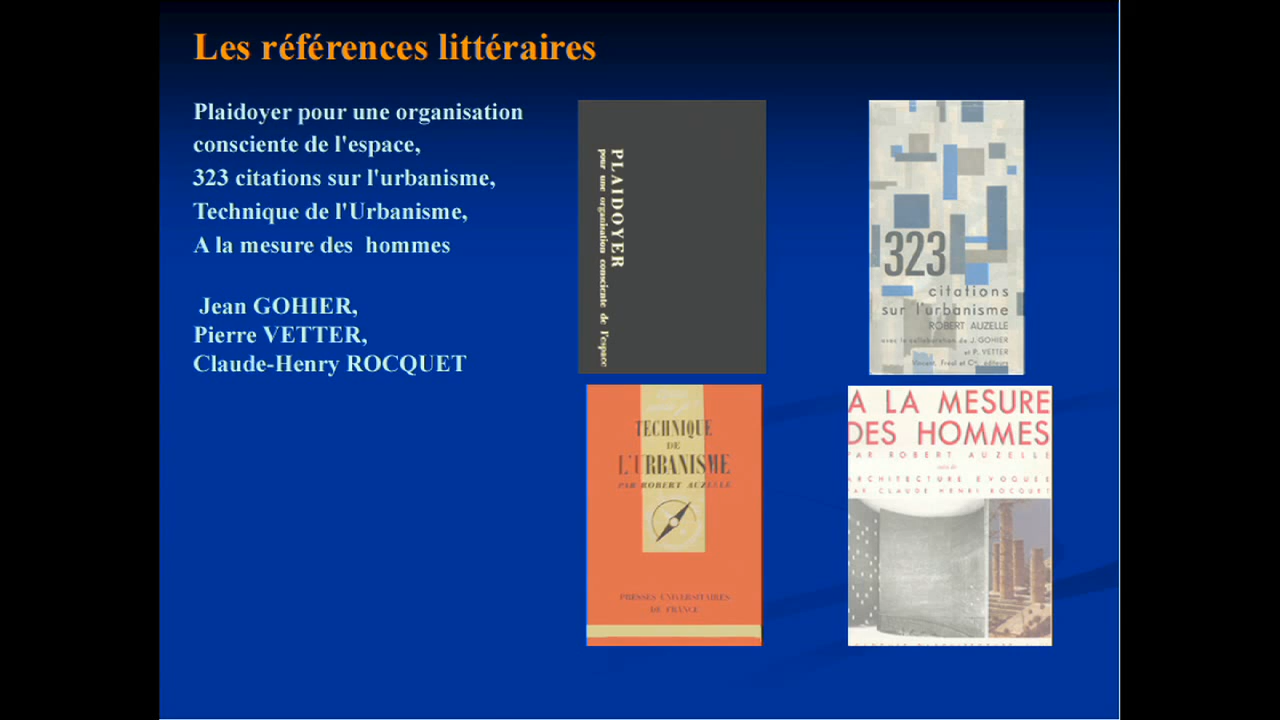 Les références littéraires
Plaidoyer pour une organisation
consciente de l'espace,
323 citations sur l'urbanisme,
Technique de l'Urbanisme,
A la mesure des hommes
Jean GOHIER,
Pierre VETTER,
Claude-Henry ROCQUET
PLAIDOYER
pour une organisation consciente de l'espace
323
citations
sur l'urbanisme
ROBERT AUZELLE
avec la collaboration de J. GOHIER
et P. VETTER
Vincent, Fréal et Cie, éditeurs
TECHNIQUE
DE
L'URBANISME
PAR ROBERT AUZELLE
PRESSES UNIVERSITAIRES
DE FRANCE
A LA MESURE
DES HOMMES
PAR ROBERT AUZELLE
suivi de
ARCHITECTURE ÉVOQUÉE
PAR CLAUDE HENRI ROCQUET